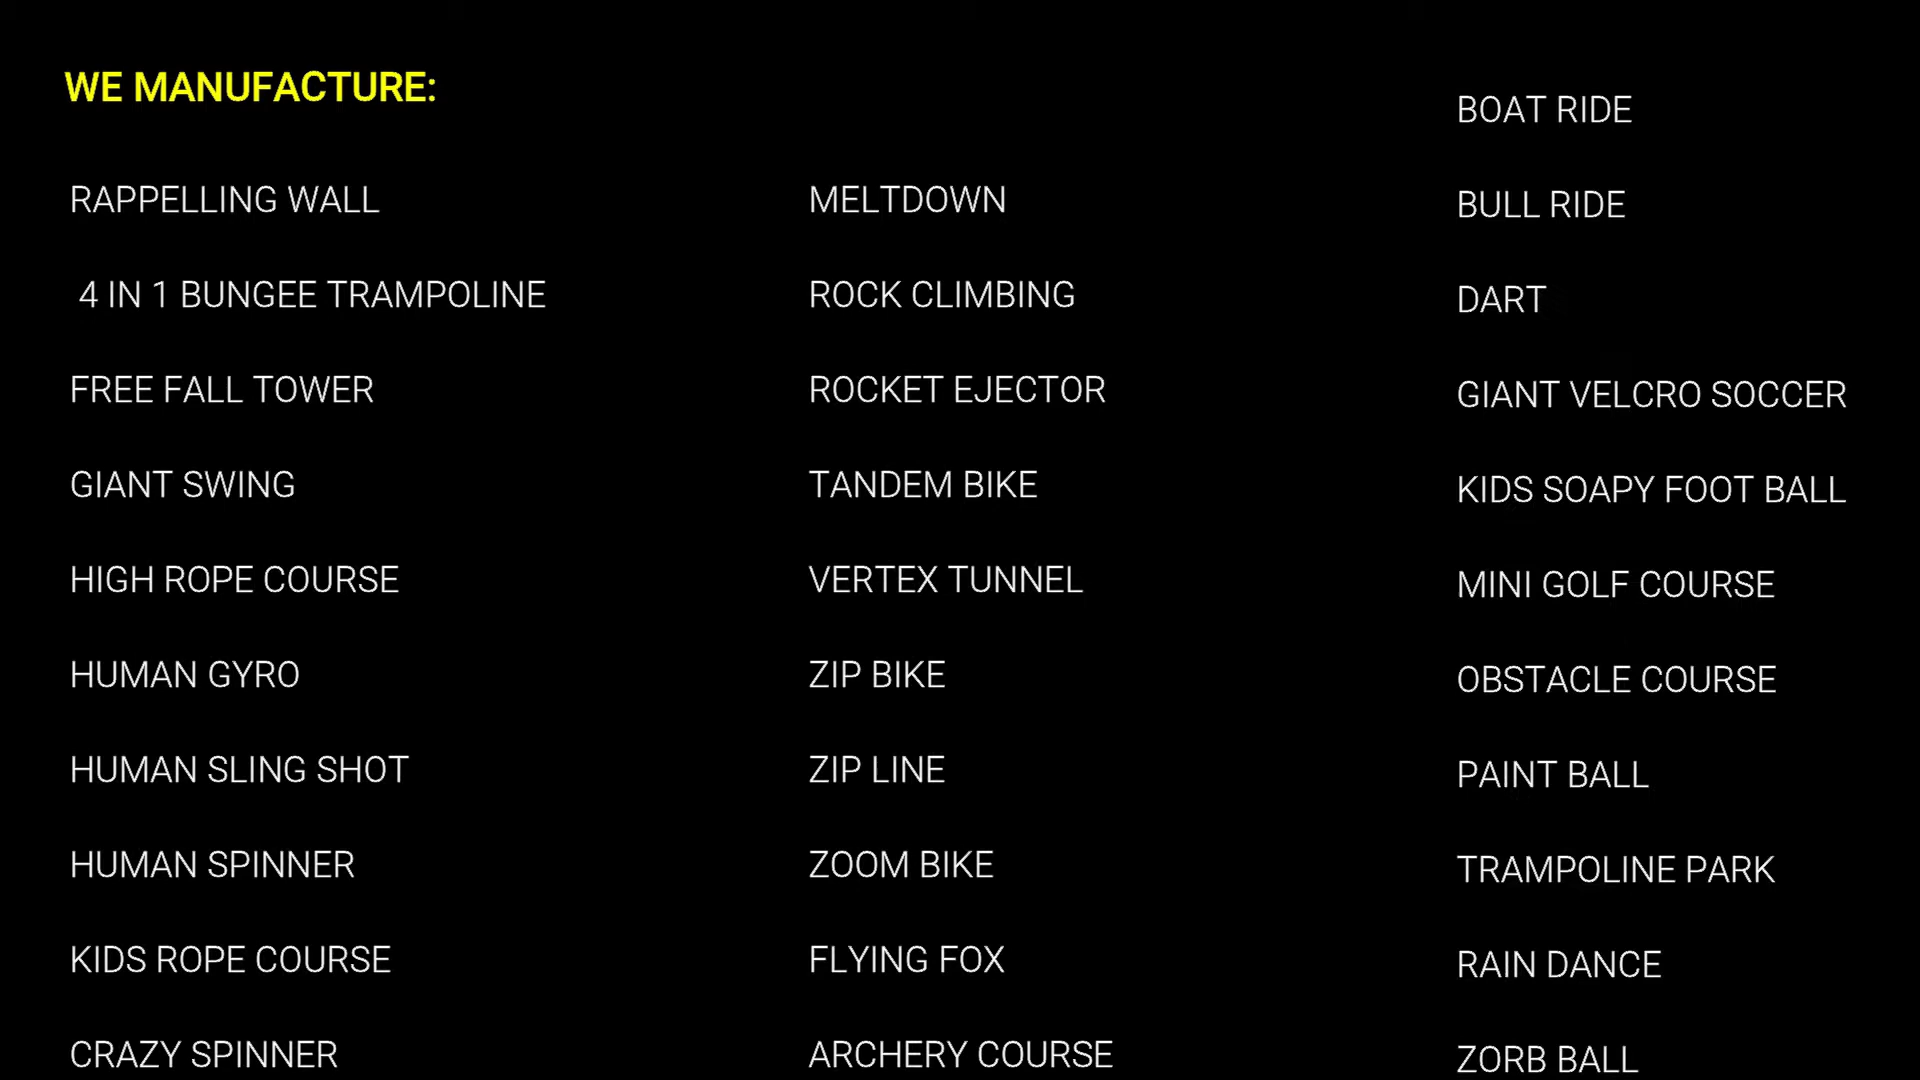 WE MANUFACTURE:
RAPPELLING WALL
4 IN 1 BUNGEE TRAMPOLINE
FREE FALL TOWER
GIANT SWING
HIGH ROPE COURSE
HUMAN GYRO
HUMAN SLING SHOT
HUMAN SPINNER
KIDS ROPE COURSE
CRAZY SPINNER
MELTDOWN
ROCK CLIMBING
ROCKET EJECTOR
TANDEM BIKE
VERTEX TUNNEL
ZIP BIKE
ZIP LINE
ZOOM BIKE
FLYING FOX
ARCHERY COURSE
BOAT RIDE
BULL RIDE
DART
GIANT VELCRO SOCCER
KIDS SOAPY FOOT BALL
MINI GOLF COURSE
OBSTACLE COURSE
PAINT BALL
TRAMPOLINE PARK
RAIN DANCE
ZORB BALL